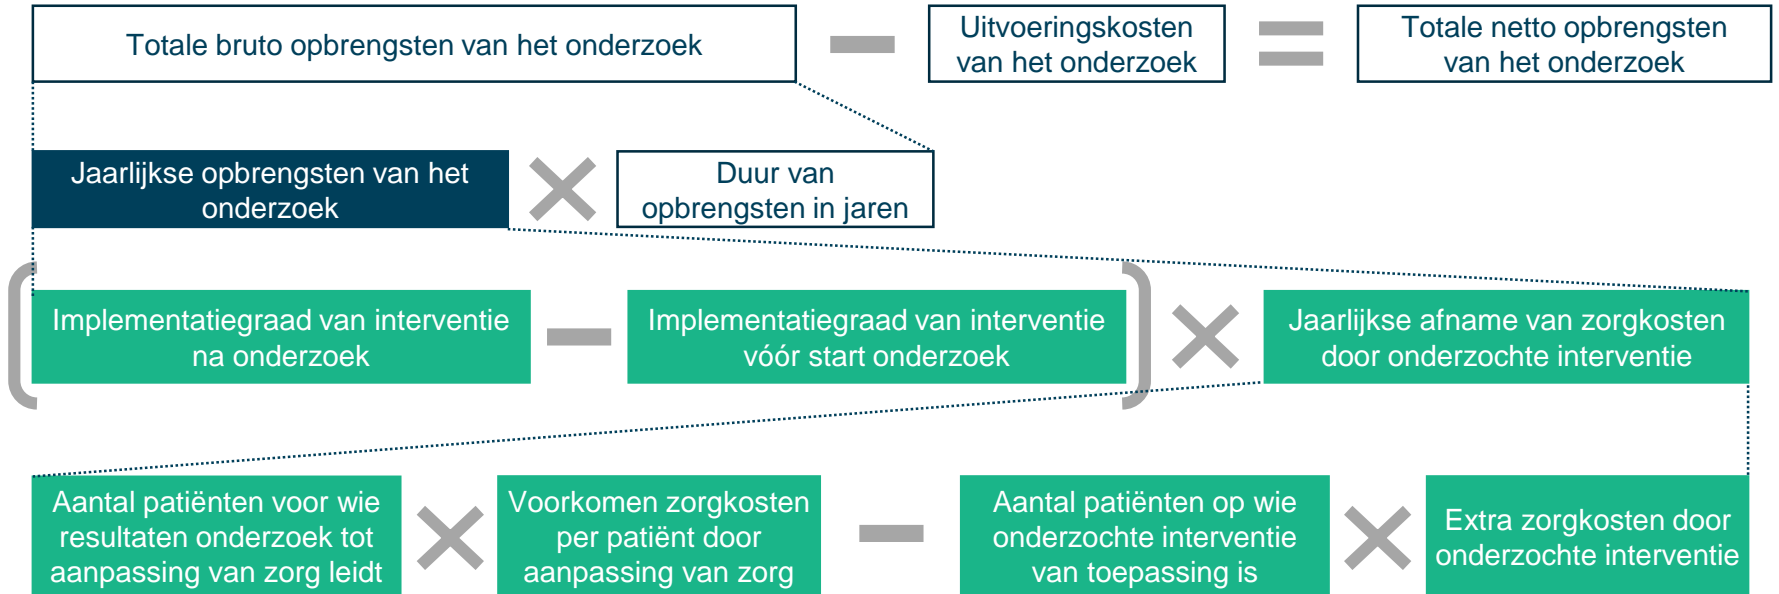 Totale bruto opbrengsten van het onderzoek
Uitvoeringskosten
van het onderzoek
Totale netto opbrengsten
van het onderzoek
Jaarlijkse opbrengsten van het
onderzoek
Duur van
opbrengsten in jaren
Implementatiegraad van interventie
na onderzoek
Implementatiegraad van interventie
vóór start onderzoek
Jaarlijkse afname van zorgkosten
door onderzochte interventie
Aantal patiënten voor wie
resultaten onderzoek tot
aanpassing van zorg leidt
Voorkomen zorgkosten
per patiënt door
aanpassing van zorg
Aantal patiënten op wie
onderzochte interventie
van toepassing is
Extra zorgkosten door
onderzochte interventie